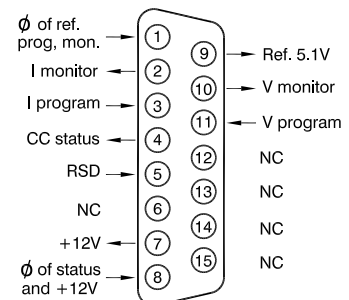 Ø of ref.
prog, mon.
1
I monitor
2
I program
3
CC status
4
RSD
5
NC
6
+12V
7
Ø of status
and +12V
8
9
Ref. 5.1V
10
V monitor
11
V program
12
NC
13
NC
14
NC
15
NC